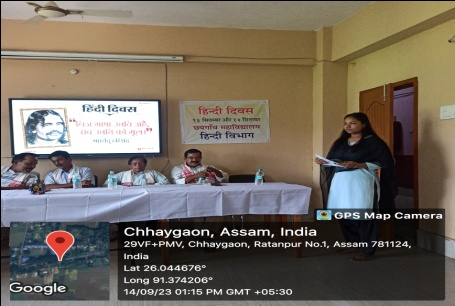 हिंदी दिवस
"निज भाषा उन्नति अहै,
सब उन्नति को मूल।"
हिन्दी दिवस
छयगाँव महाविद्यालय
हिन्दी विभाग
GPS Map Camera
Chhaygaon, Assam, India
29VF+PMV, Chhaygaon, Ratanpur No.1, Assam 781124,
India
Lat 26.044676°
Long 91.374206°
14/09/23 01:15 PM GMT +05:30
Google